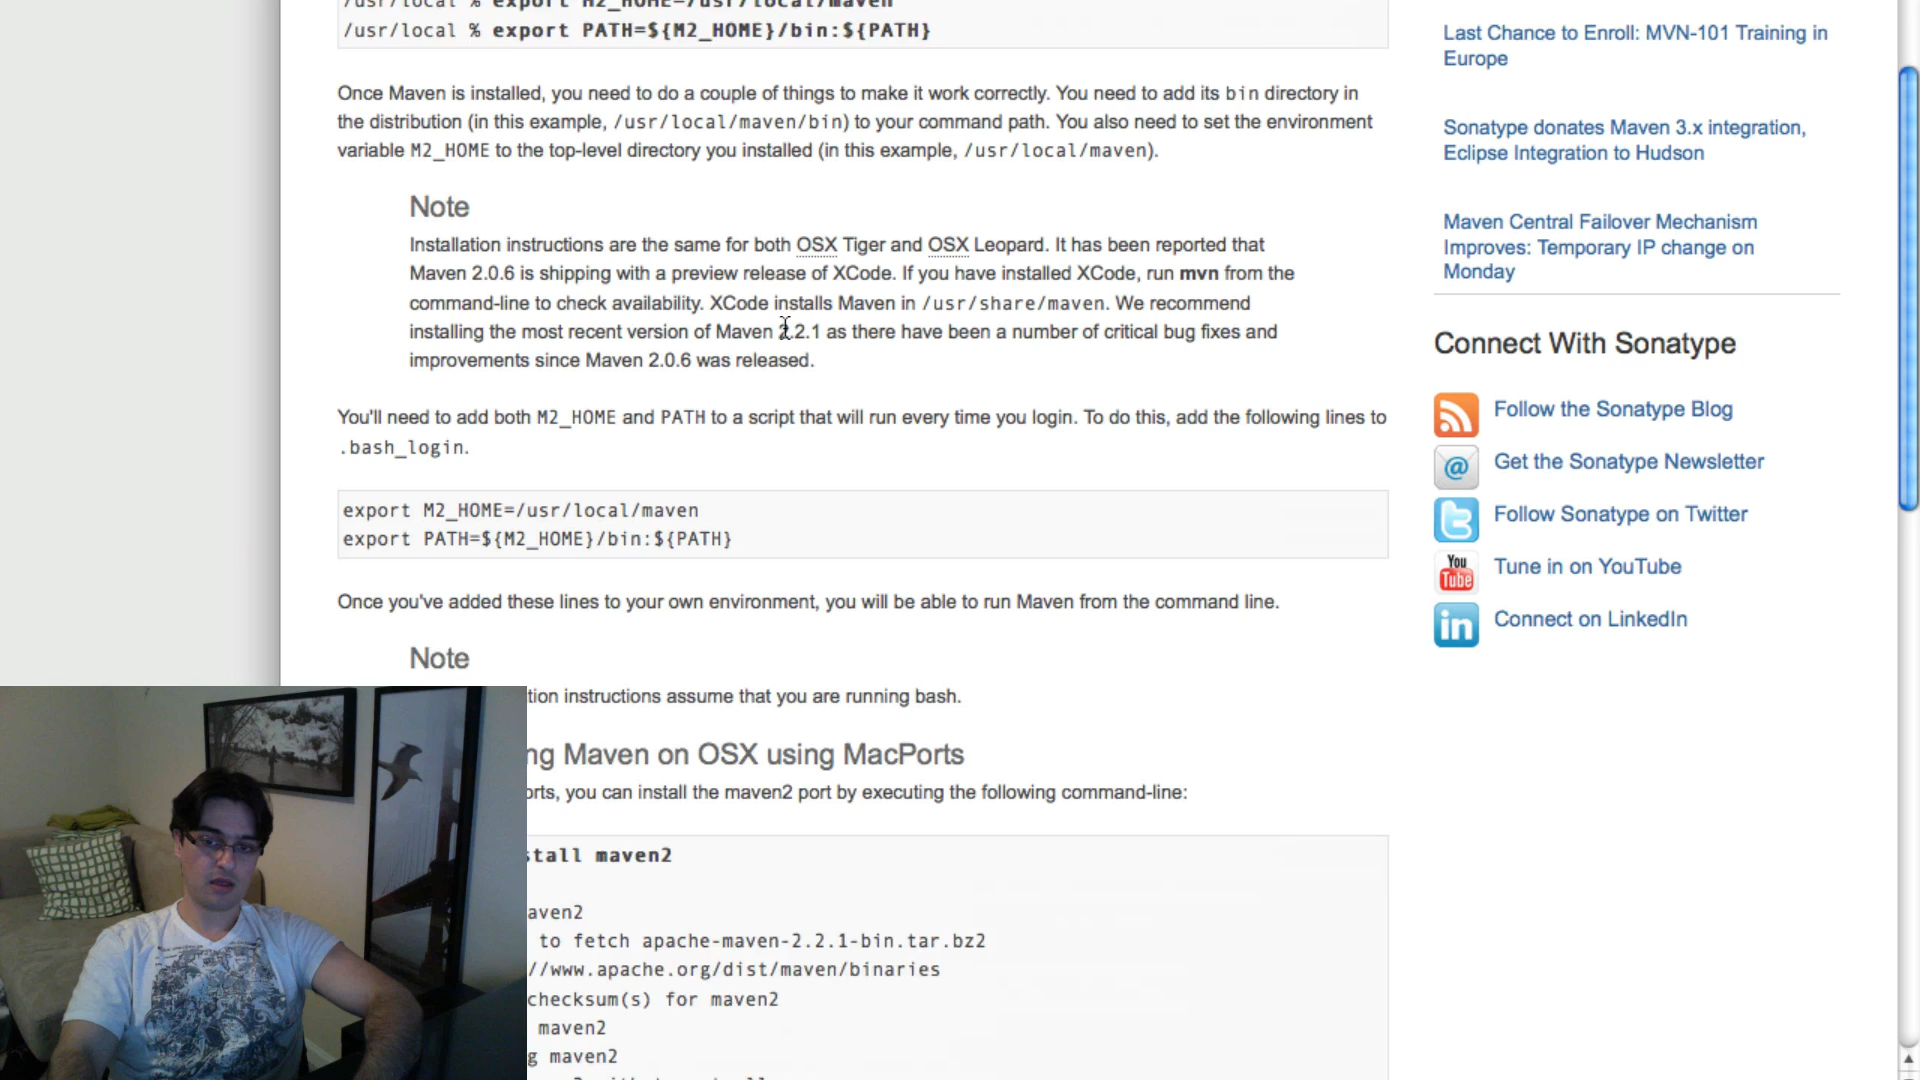 /usr/local % export M2_HOME=/usr/local/maven
/usr/local % export PATH=${M2_HOME}/bin:${PATH}
Once Maven is installed, you need to do a couple of things to make it work correctly. You need to add its bin directory in
the distribution (in this example, /usr/local/maven/bin) to your command path. You also need to set the environment
variable M2_HOME to the top-level directory you installed (in this example, /usr/local/maven).
Note
Installation instructions are the same for both OSX Tiger and OSX Leopard. It has been reported that
Maven 2.0.6 is shipping with a preview release of XCode. If you have installed XCode, run mvn from the
command-line to check availability. XCode installs Maven in /usr/share/maven. We recommend
installing the most recent version of Maven 2.2.1 as there have been a number of critical bug fixes and
improvements since Maven 2.0.6 was released.
You'll need to add both M2_HOME and PATH to a script that will run every time you login. To do this, add the following lines to
.bash_login.
export M2_HOME=/usr/local/maven
export PATH=${M2_HOME}/bin:${PATH}
Once you've added these lines to your own environment, you will be able to run Maven from the command line.
Note
tion instructions assume that you are running bash.
ng Maven on OSX using MacPorts
orts, you can install the maven2 port by executing the following command-line:
stall maven2
aven2
to fetch apache-maven-2.2.1-bin.tar.bz2
//www.apache.org/dist/maven/binaries
checksum(s) for maven2
maven2
g maven2
Last Chance to Enroll: MVN-101 Training in
Europe
Sonatype donates Maven 3.x integration,
Eclipse Integration to Hudson
Maven Central Failover Mechanism
Improves: Temporary IP change on
Monday
Connect With Sonatype
Follow the Sonatype Blog
Get the Sonatype Newsletter
Follow Sonatype on Twitter
You
Tube
Tune in on YouTube
in
Connect on LinkedIn